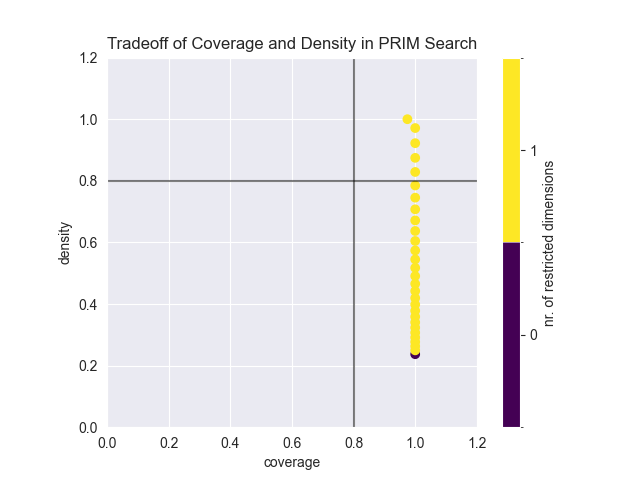 Tradeoff of Coverage and Density in PRIM Search
1.2
1.0
0.8
0.6
0.4
0.2
0.0
density
0.0 0.2 0.4 0.6 0.8 1.0 1.2
coverage
1
0
nr. of restricted dimensions